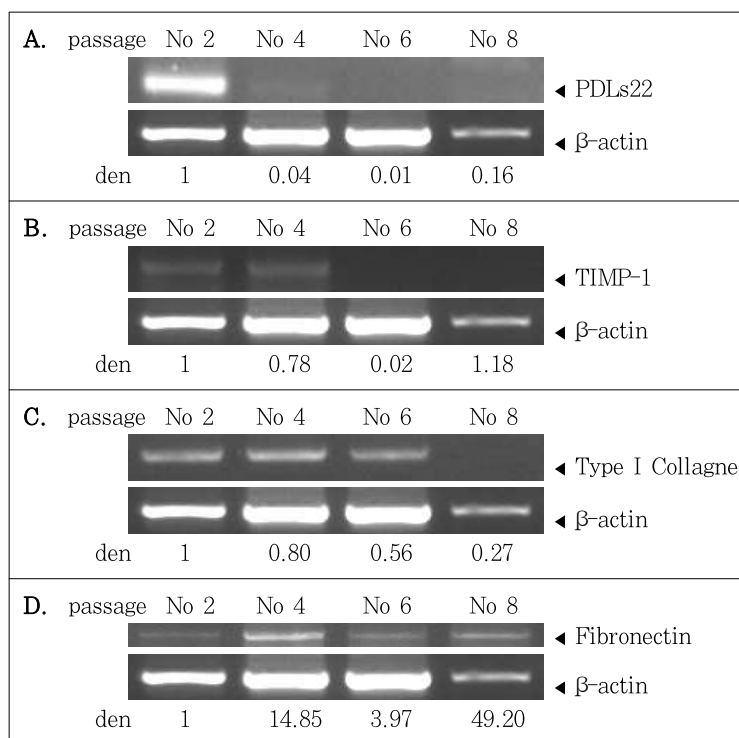 A. passage No 2 No 4 No 6 No 8
◄ PDLs22
◄ β-actin
den 1 0.04 0.01 0.16
B. passage No 2 No 4 No 6 No 8
◄ TIMP-1
◄ β-actin
den 1 0.78 0.02 1.18
C. passage No 2 No 4 No 6 No 8
◄ Type I Collagne
◄ β-actin
den 1 0.80 0.56 0.27
D. passage No 2 No 4 No 6 No 8
◄ Fibronectin
◄ β-actin
den 1 14.85 3.97 49.20